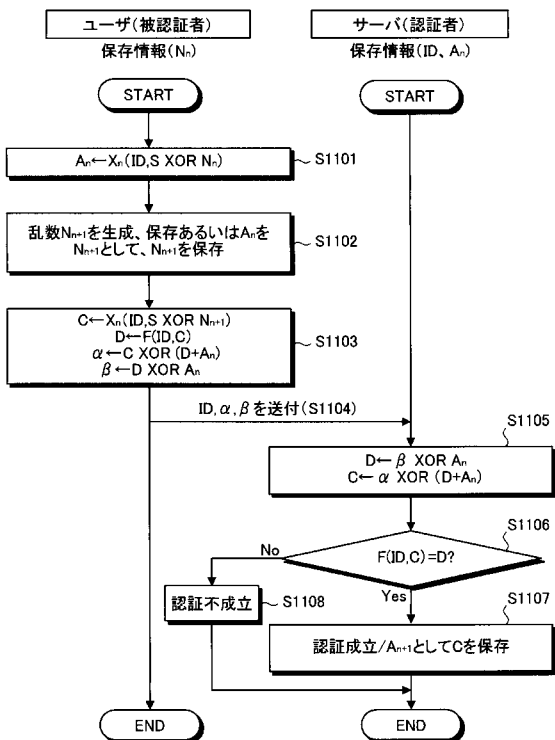 ユーザ(被認証者)
保存情報(Nn)
START
An←Xn(ID,S XOR Nn)
S1101
乱数Nn+1を生成、保存あるいはAnを
Nn+1として、Nn+1を保存
S1102
C←Xn(ID,S XOR Nn+1)
D←F(ID,C)
α←C XOR (D+An)
β←D XOR An
S1103
ID,α,βを送付(S1104)
END
サーバ(認証者)
保存情報(ID、An)
START
S1105
D←β XOR An
C←α XOR (D+An)
S1106
F(ID,C)=D?
No
Yes
認証不成立
S1108
S1107
認証成立/An+1としてCを保存
END